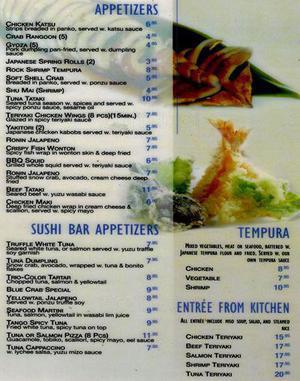 APPETIZERS
CHICKEN KATSU 6
STRIPS BREADED IN PANKO, SERVED W. KATSU SAUCE
CRAB RANGOON (5)
GYOZA (5) 4
PORK DUMPLING PAN-FRIED, SERVED W. DUMPLING
SAUCE
JAPANESE SPRING ROLLS (2) 3
ROCK SHRIMP TEMPURA
SOFT SHELL CRAB 5
BREADED IN PANKO, SERVED W. PONZU SAUCE
SIKI MAI (SHRIMP) 4
TUNA TATAKI 10
SEARED TUNA SEASON W. SPICES AND SERVED W.
SPICY PONZU SAUCE, SESAME OIL
TERIYAKI CHICKEN WINGS (8 PCS)(15MIN.) 7
GLAZED IN SPICY TERIYAKI SAUCE
YAKITORI (2) 5
JAPANESE CHICKEN KABOBS SERVED W. TERIYAKI SAUCE
RONIN JALAPENO
CRISPY FISH WONTON 7
SPICY FISH WRAP IN WONTON SKIN & DEEP FRIED
BBQ SQUID 6
GRILLED WHOLE SQUID SERVED W. TERIYAKI SAUCE
RONIN JALAPENO 7
STUFFED SNOW CRAB, AVOCADO, CREAM CHEESE DEEP
FRIED
BEEF TATAKI 11
SEARED BEEF W. YUZU WASABI SAUCE
CHICKEN MAKI 9
DEEP FRIED CHICKEN WRAP IN CREAM CHEESE &
SCALLION, SERVED W. SPICY MAYO
SUSHI BAR APPETIZERS
TRUFFLE WHITE TUNA
SEARED WHITE TUNA, OR SALMON SERVED W. YUZU TRUFFLE
SOY GARNISH
TUNA DUMPLING 7
SNOW CRAB, AVOCADO, WRAPPED W. TUNA & BONITO
FLAKES
TRIO-COLOR TARTAR 8
CHOPPED TUNA, SALMON & YELLOWTAIL
BLUE CRAB SPECIAL 9
YELLOWTAIL JALAPENO 8
SERVED W. PONZU TRUFFLE SOY
SEAFOOD MARTINI 9
TUNA, SALMON, YELLOWTAIL IN WASABI LIM JUICE
TANGO SPICY TUNA 9
FRIED WHITE TUNA, SPICY TUNA ON TOP
TUNA OR SALMON PIZZA (8 PCS) 11
GUACAMOLE, TOBIKO, SCALLION, SPICY MAYO, EEL SAUCE
TUNA CAPPUCCINO 7
W. LYCHEE SALSA, YUZU MISO SAUCE
TEMPURA
MIXED VEGETABLES, MEAT OR SEAFOOD, BATTERED W.
JAPANESE TEMPURA FLOUR AND FRIED. SERVED W. OUR
OWN TEMPURA SAUCE
CHICKEN 8
VEGETABLE 7
SHRIMP 10
ENTRÉE FROM KITCHEN
ALL ENTRÉE INCLUDE MISO SOUP, SALAD, AND STEAMED
RICE
CHICKEN TERIYAKI 15
BEEF TERIYAKI 17
SALMON TERIYAKI 17
SHRIMP TERIYAKI 17
TUNA TERIYAKI 20